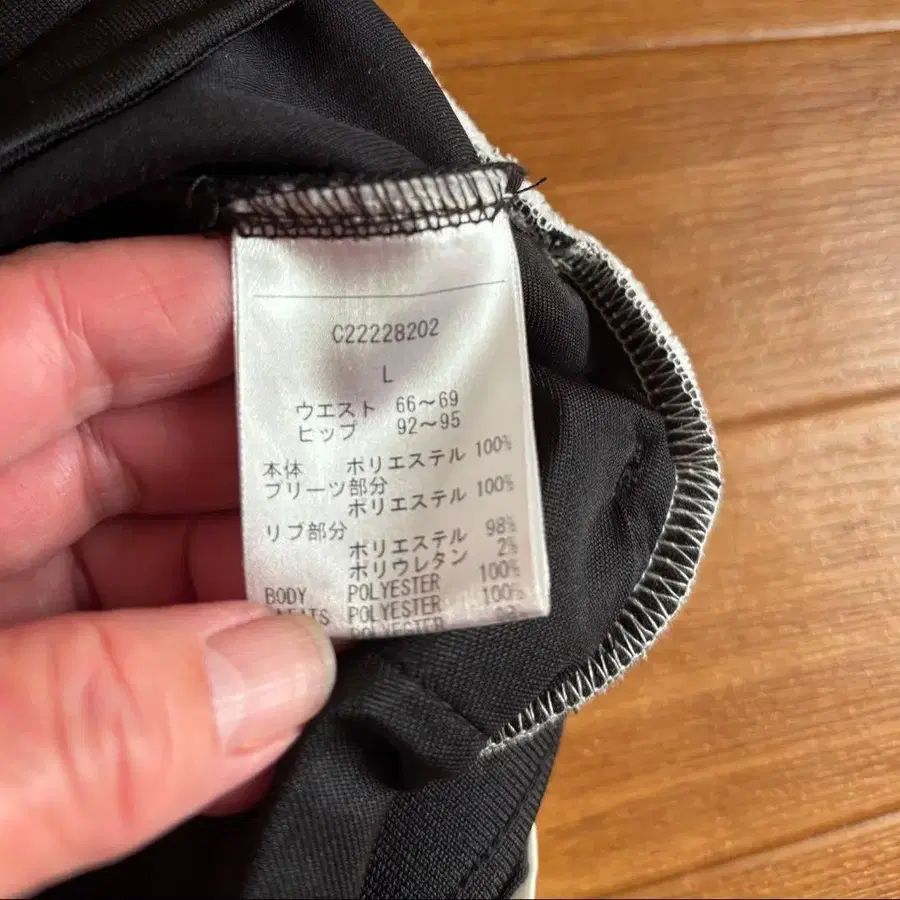 C22228202
L
ウエスト 66～69
ヒップ 92～95
本体 ポリエステル 100%
プリーツ部分
ポリエステル 100%
リブ部分
ポリエステル 98%
ポリウレタン 2%
BODY POLYESTER 100%
POLYESTER 100%
POLYESTER